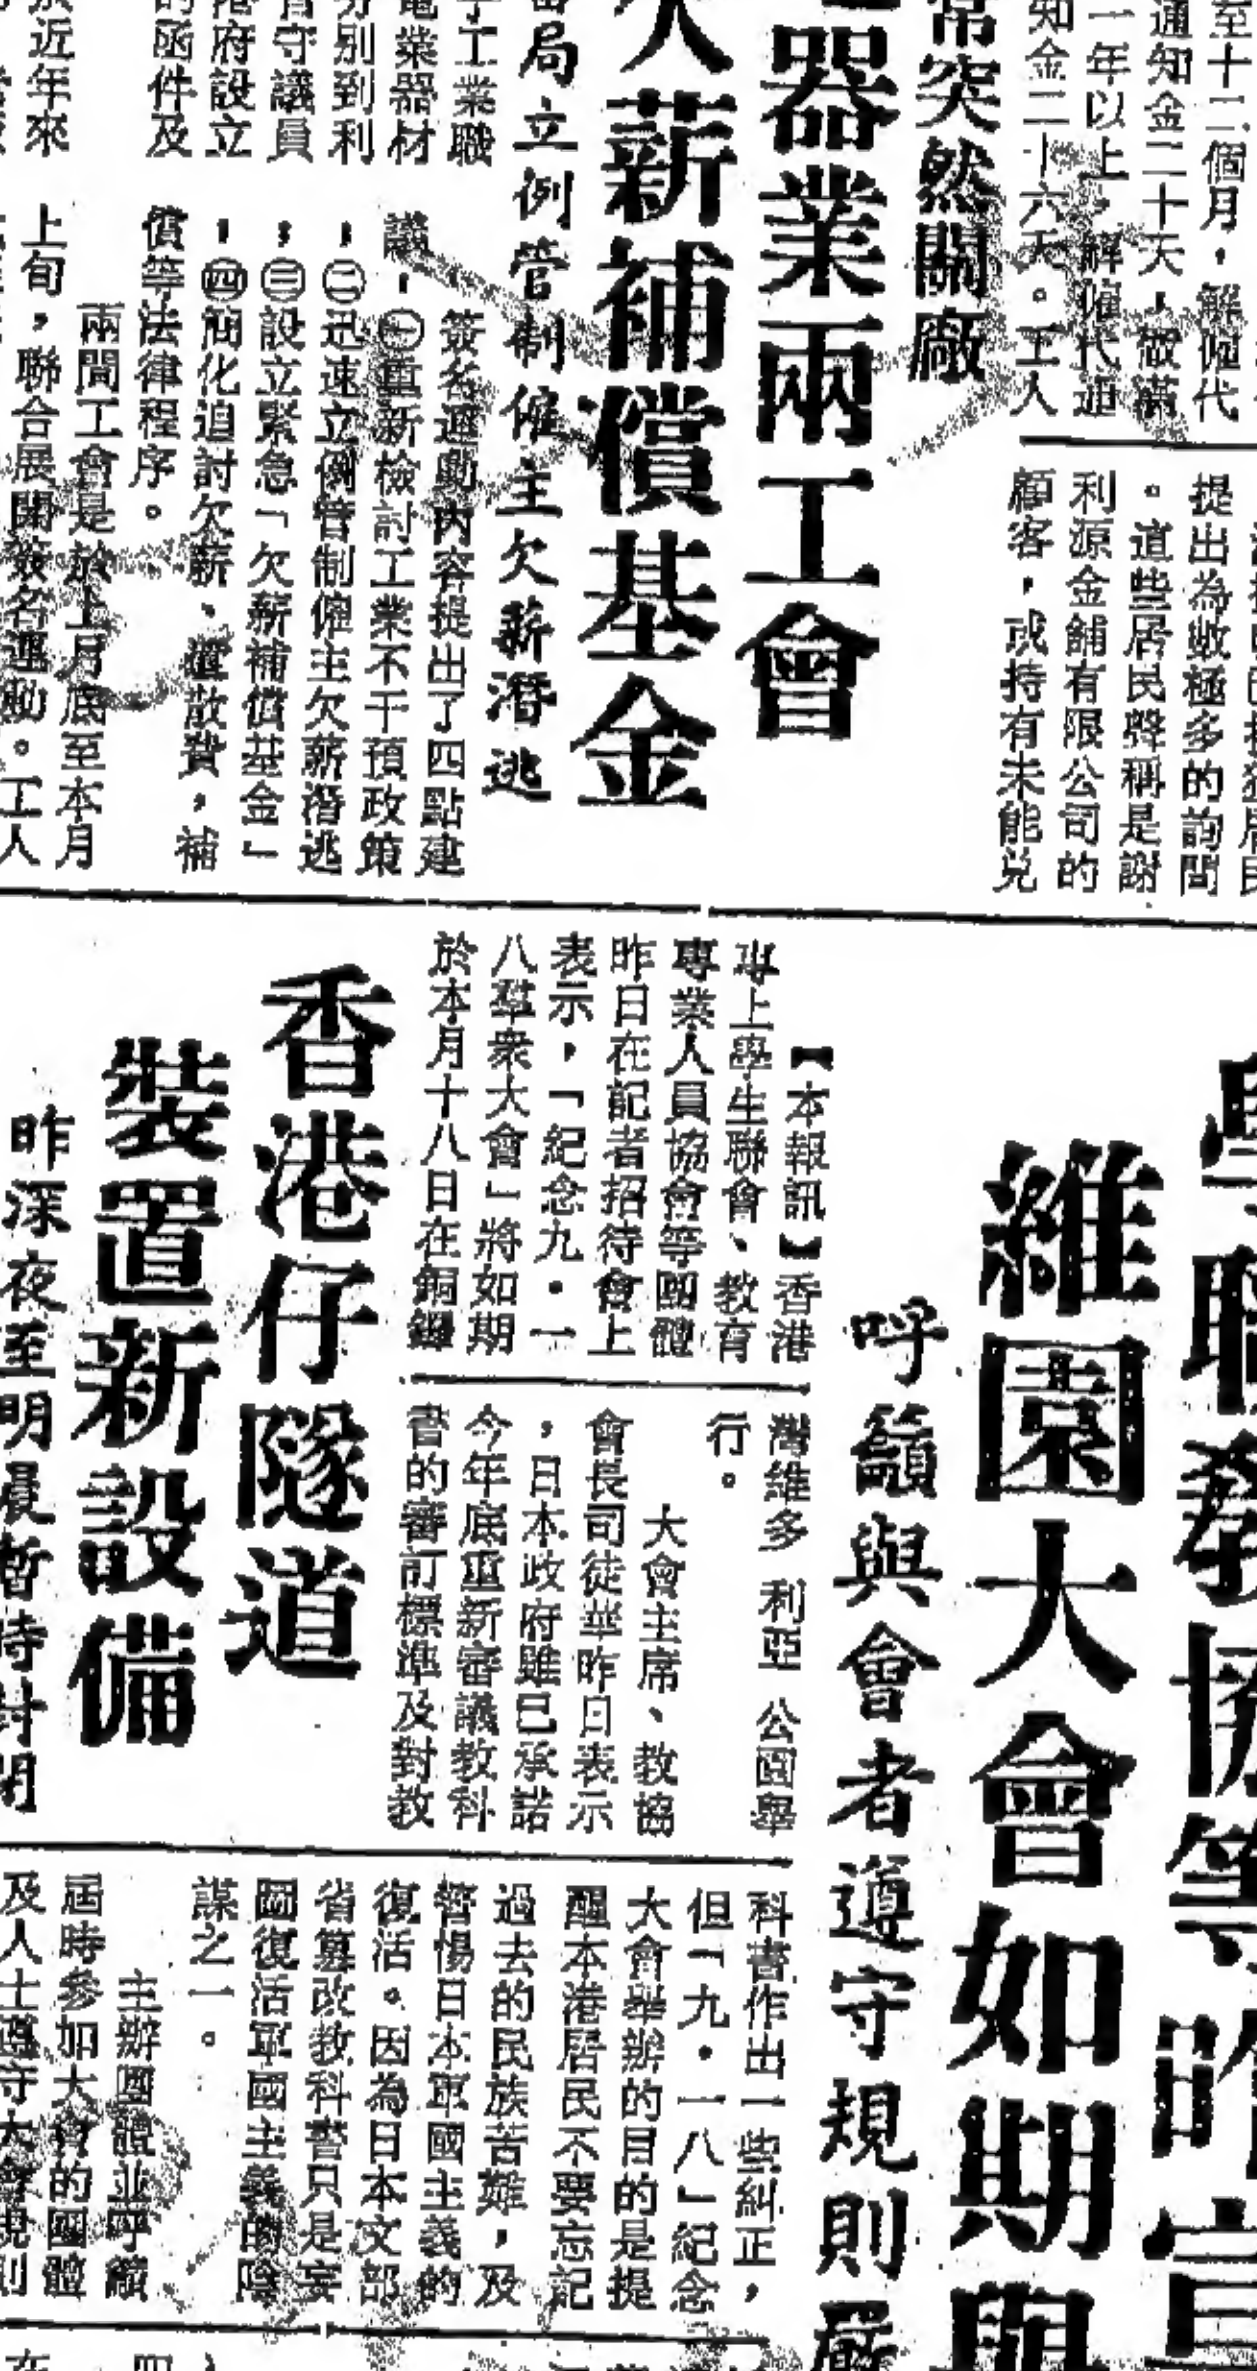 至十二個月，解僱代
通知金二十天，
一年以上，解僱代通
知金二十六天。工人
提出為數極多的詢問
。道些居民聲稱是謝
利源金舖有限公司的
顧客，或持有未能兌
常突然關廠
器業兩工會
人薪補償基金
局立例管制僱主欠薪潛逃
工業職
電業器材
分別到利
守議員
港府設立
的函件及
近年來
簽名運動內容提出了四點建
議，㊀重新檢討工業不干預政策
，㊁迅速立例管制僱主欠薪潛逃
，㊂設立緊急「欠薪補償基金」
，㊃簡化追討欠薪、遣散費，補
償等法律程序。
兩間工會是於上月底至本月
上旬，聯合展開簽名運動。工人
學聯教協等昨宣
維園大會如期舉
呼籲與會者遵守規則嚴
【本報訊】香港
專上學生聯會、教育
專業人員協會等團體
昨日在記者招待會上
表示，「紀念九．一
八羣衆大會」將如期
於本月十八日在銅鑼
灣維多利亞公園舉
行。
大會主席、教協
會長司徒華昨日表示
，日本政府雖已承諾
今年底重新審議教科
書的審訂標準及對教
科書作出一些糾正，
但「九．一八」紀念
大會舉辦的目的是提
醒本港居民不要忘記
過去的民族苦難，及
警惕日本軍國主義的
復活。因為日本文部
省篡改教科書只是妄
圖復活軍國主義的陰
謀之一。
主辦團體並呼籲
屆時參加大會的團體
及人士遵守大會規則
香港仔隧道
裝置新設備
昨深夜至明晨暫時封閉